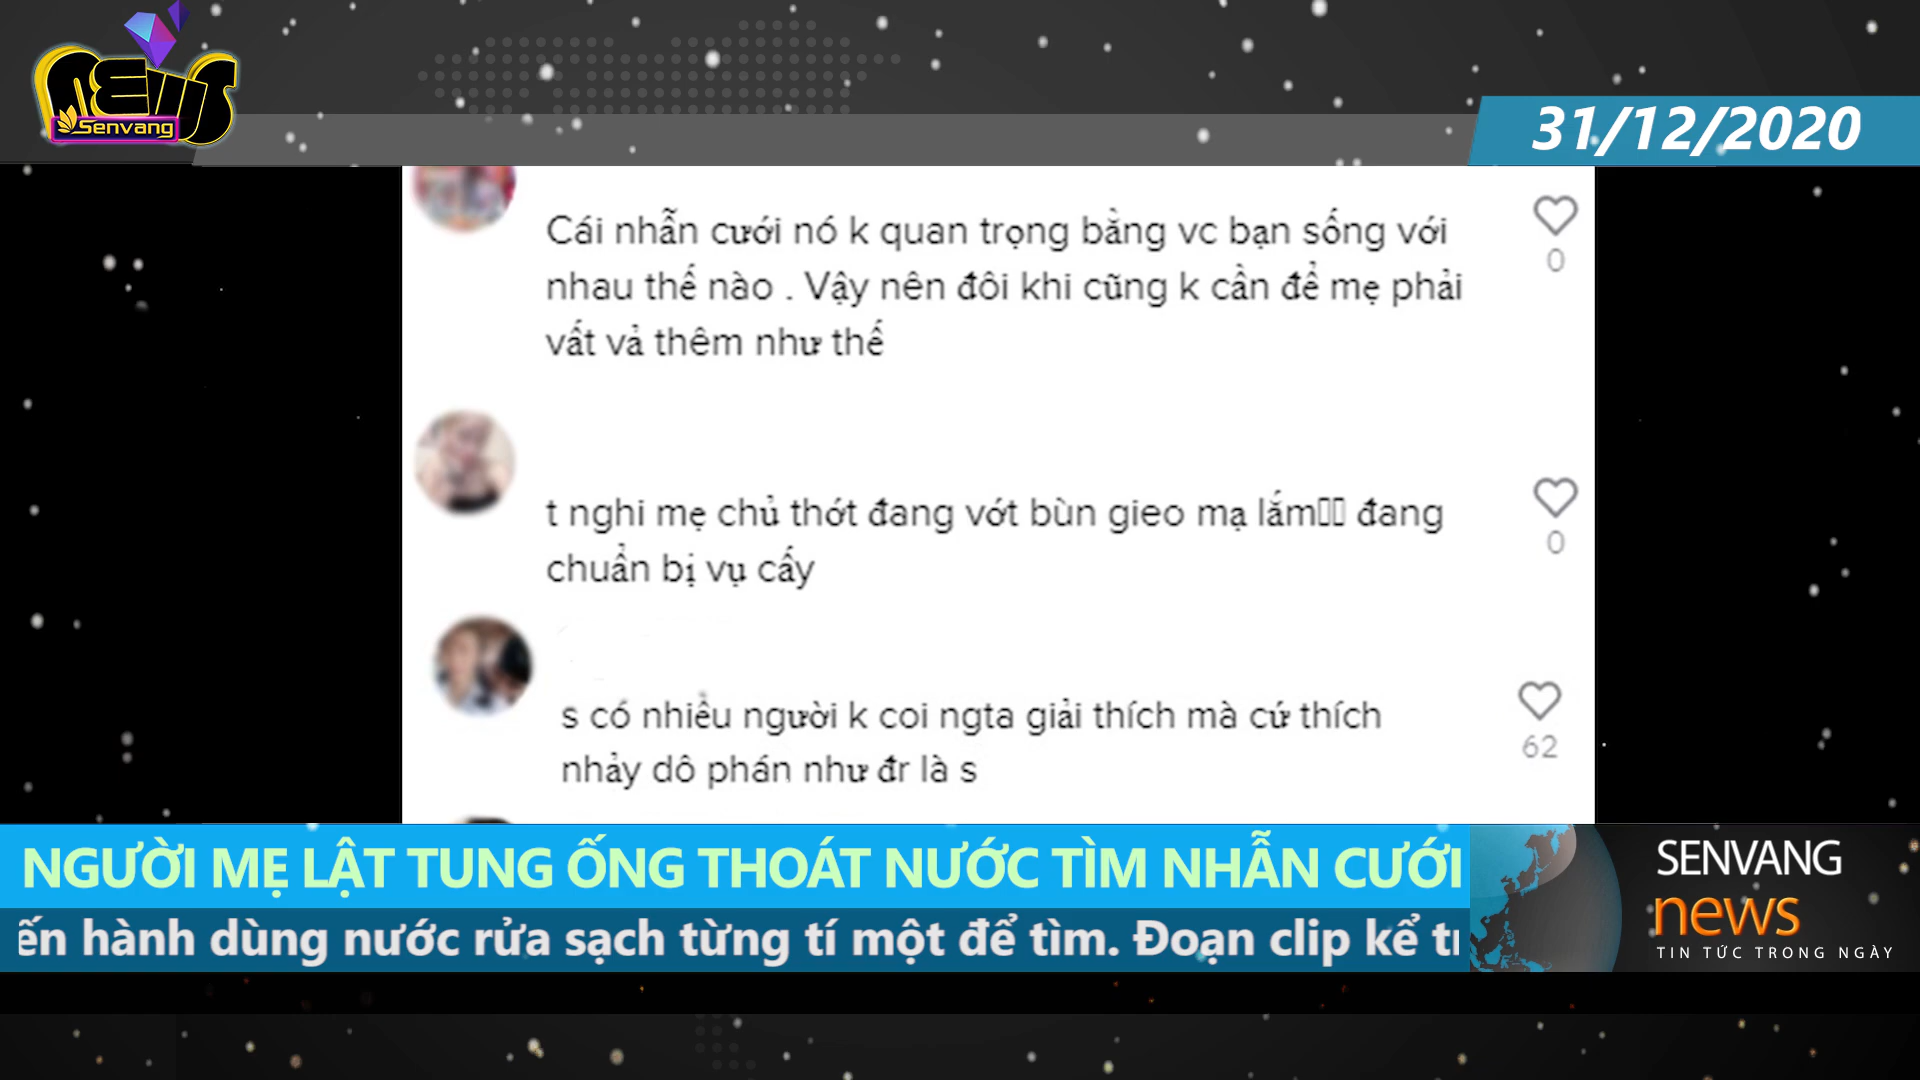 NEWS
Senvang
31/12/2020
Cái nhẫn cưới nó k quan trọng bằng vc bạn sống với
nhau thế nào . Vậy nên đôi khi cũng k cần để mẹ phải
vất vả thêm như thế
0
t nghi mẹ chủ thớt đang vớt bùn gieo mạ lắm đang
chuẩn bị vụ cấy
0
s có nhiều người k coi ngta giải thích mà cứ thích
nhảy dô phán như đr là s
62
NGƯỜI MẸ LẬT TUNG ỐNG THOÁT NƯỚC TÌM NHẪN CƯỚI
ến hành dùng nước rửa sạch từng tí một để tìm. Đoạn clip kể
SENVANG
news
TIN TỨC TRONG NGÀY